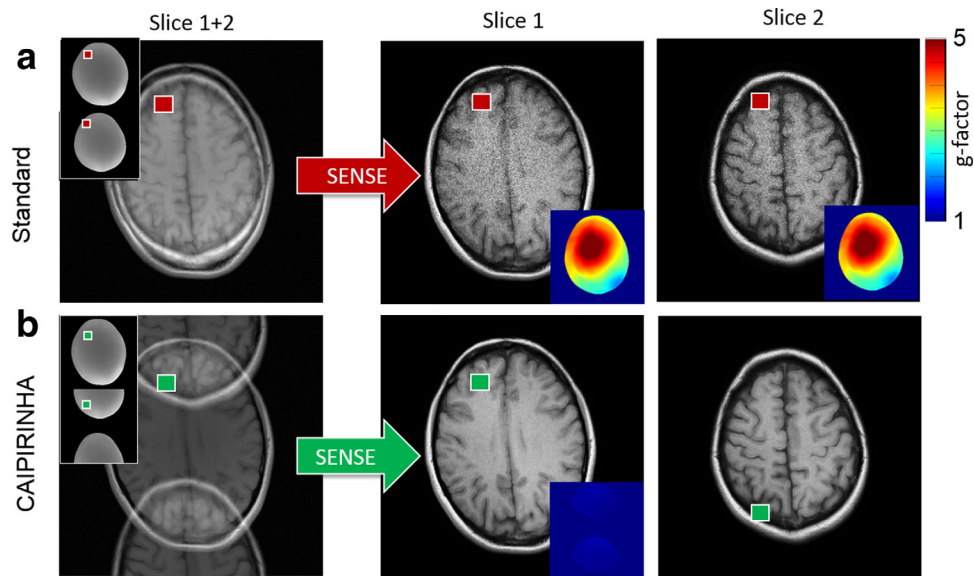 Slice 1+2
Slice 1
Slice 2
a
Standard
SENSE
5
g-factor
1
b
CAIPIRINHA
SENSE